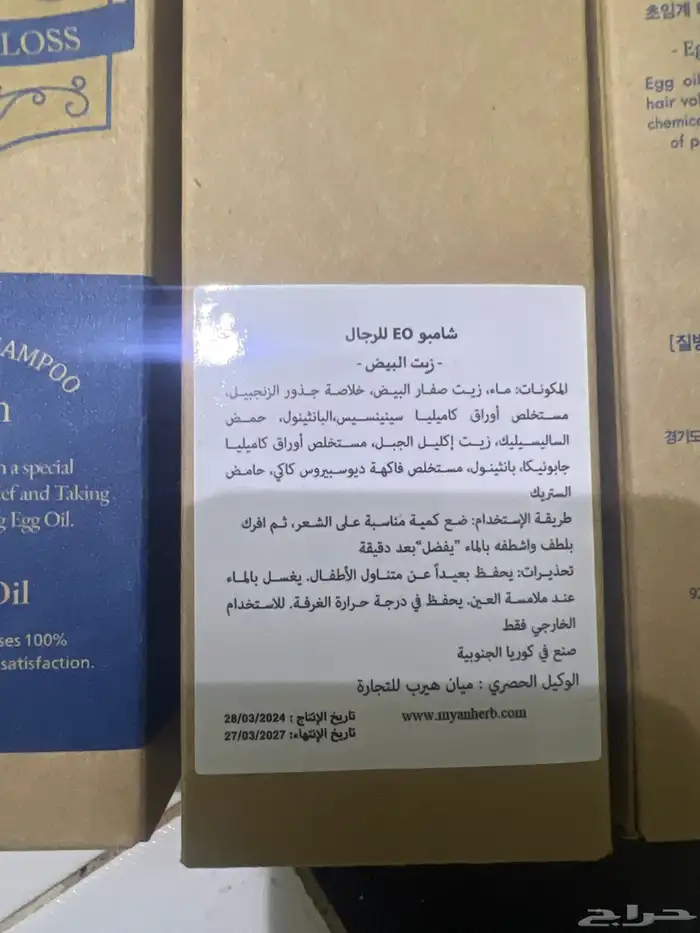 LOSS
AMPOO
n a special
ef and Taking
g Egg Oil.
Oil
ses 100%
satisfaction.
شامبو EO للرجال
- زيت البيض -
المكونات: ماء، زيت صفار البيض، خلاصة جذور الزنجبيل،
مستخلص أوراق كاميليا سينينسيس،البانثينول، حمض
الساليسيليك، زيت إكليل الجبل، مستخلص أوراق كاميليا
جابونيكا، بانثينول، مستخلص فاكهة ديوسبيروس كاكي، حامض
الستريك
طريقة الإستخدام: ضع كمية مناسبة على الشعر، ثم افرك
بلطف واشطفه بالماء "يفضل"بعد دقيقة
تحذيرات: يحفظ بعيداً عن متناول الأطفال. يغسل بالماء
عند ملامسة العين. يحفظ في درجة حرارة الغرفة. للاستخدام
الخارجي فقط
صنع في كوريا الجنوبية
الوكيل الحصري : ميان هيرب للتجارة
www.myanherb.com
تاريخ الإنتاج : 28/03/2024
تاريخ الإنتهاء: 27/03/2027
초임계
- Eg
Egg oil
hair vol
chemica
of p
[질병
경기도
92
حراج